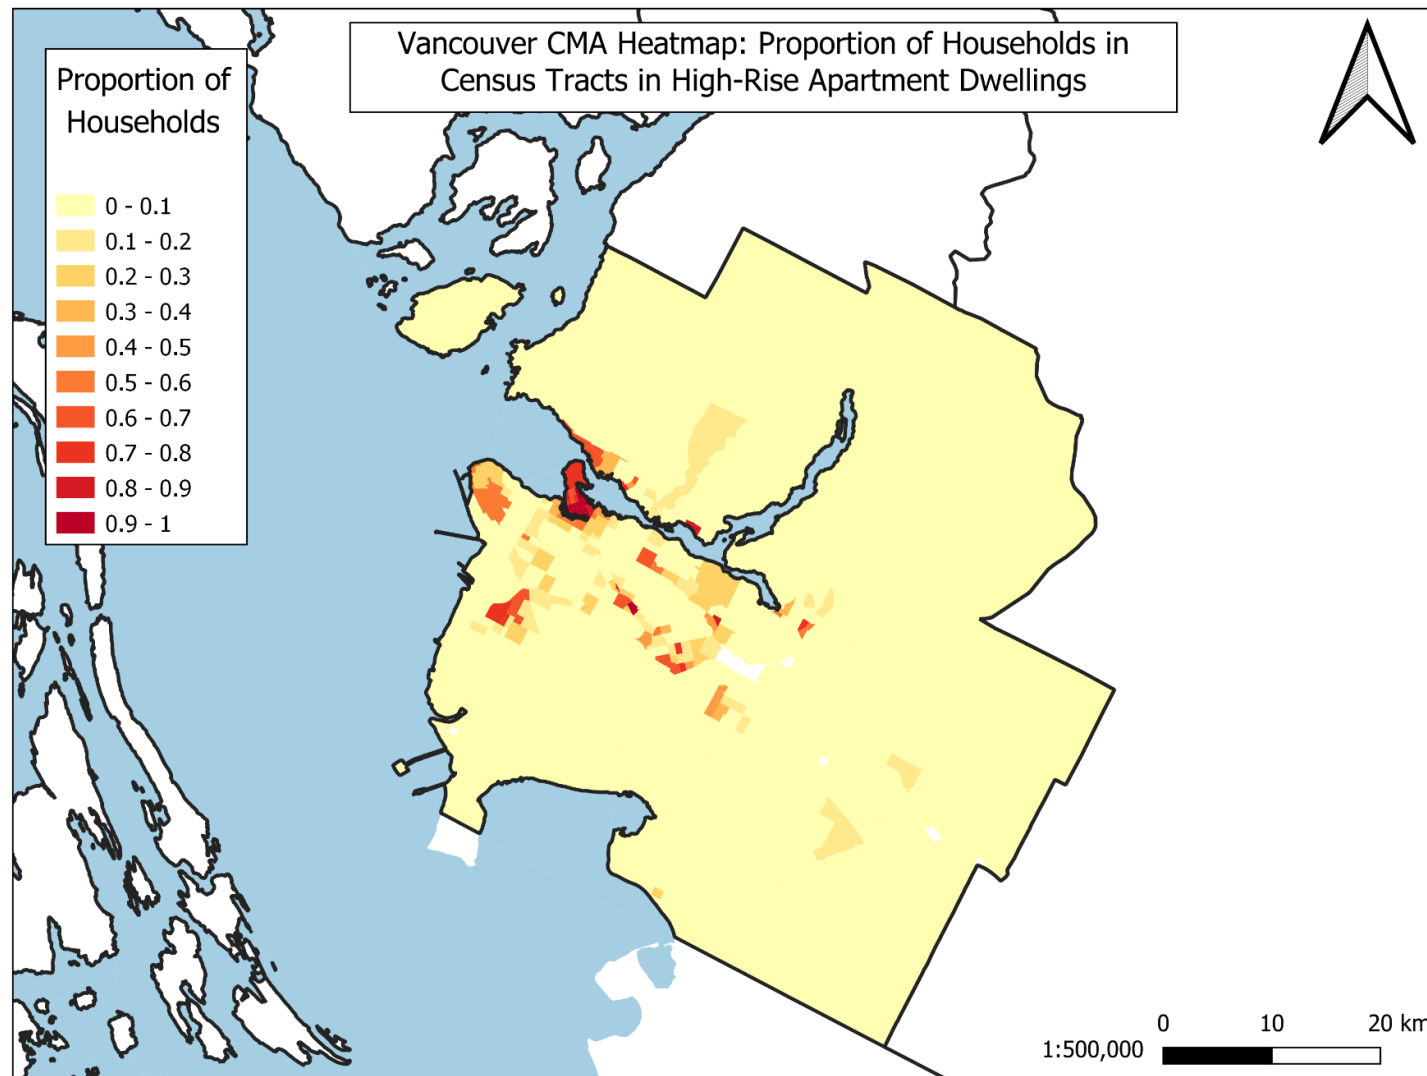 Vancouver CMA Heatmap: Proportion of Households in
Census Tracts in High-Rise Apartment Dwellings
Proportion of
Households
0 - 0.1
0.1 - 0.2
0.2 - 0.3
0.3 - 0.4
0.4 - 0.5
0.5 - 0.6
0.6 - 0.7
0.7 - 0.8
0.8 - 0.9
0.9 - 1
0 10 20 km
1:500,000